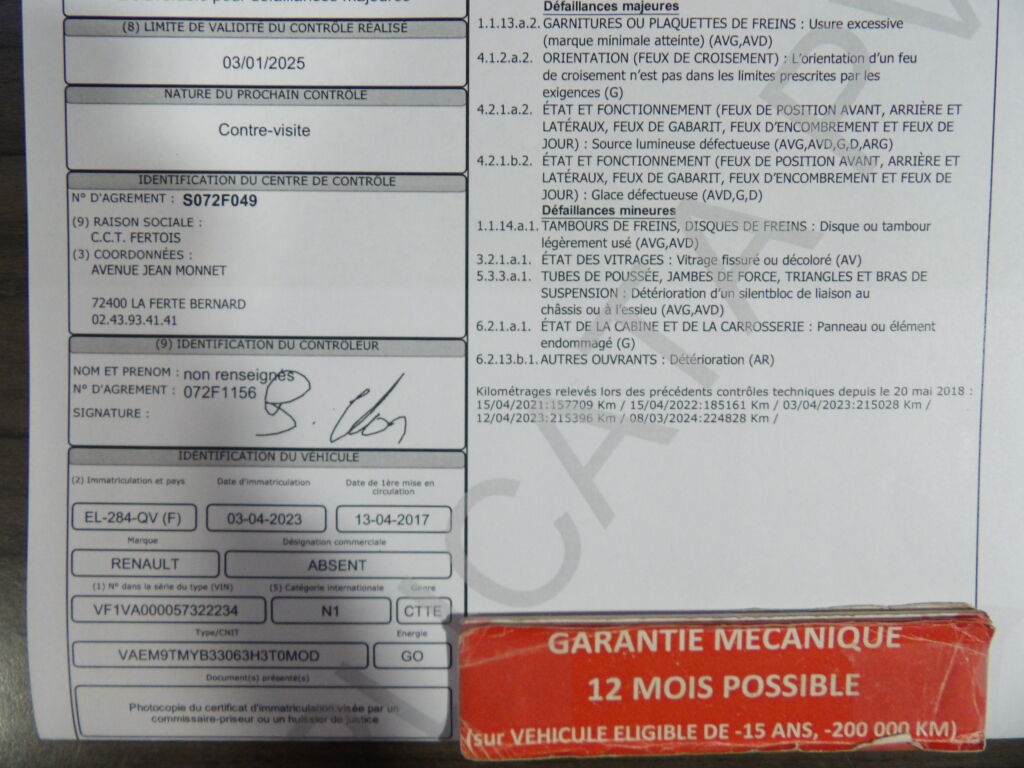 pour défaillances majeures
(8) LIMITE DE VALIDITÉ DU CONTRÔLE RÉALISÉ
03/01/2025
NATURE DU PROCHAIN CONTRÔLE
Contre-visite
IDENTIFICATION DU CENTRE DE CONTRÔLE
N° D'AGREMENT : S072F049
(9) RAISON SOCIALE :
C.C.T. FERTOIS
(3) COORDONNÉES :
AVENUE JEAN MONNET
72400 LA FERTE BERNARD
02.43.93.41.41
(9) IDENTIFICATION DU CONTRÔLEUR
NOM ET PRENOM : non renseignés
N° D'AGREMENT : 072F1156
SIGNATURE :
IDENTIFICATION DU VÉHICULE
(2) Immatriculation et pays
Date d'immatriculation
Date de 1ère mise en
circulation
EL-284-QV (F)
03-04-2023
13-04-2017
Marque
Désignation commerciale
RENAULT
ABSENT
(1) N° dans la série du type (VIN)
(5) Catégorie internationale
Genre
VF1VA000057322234
N1
CTTE
Type/CNIT
Energie
VAEM9TMYB33063H3T0MOD
GO
Document(s) présenté(s)
Photocopie du certificat d'immatriculation visée par un
commissaire-priseur ou un huissier de justice
Défaillances majeures
1.1.13.a.2. GARNITURES OU PLAQUETTES DE FREINS : Usure excessive
(marque minimale atteinte) (AVG,AVD)
4.1.2.a.2. ORIENTATION (FEUX DE CROISEMENT) : L'orientation d'un feu
de croisement n'est pas dans les limites prescrites par les
exigences (G)
4.2.1.a.2. ÉTAT ET FONCTIONNEMENT (FEUX DE POSITION AVANT, ARRIÈRE ET
LATÉRAUX, FEUX DE GABARIT, FEUX D'ENCOMBREMENT ET FEUX DE
JOUR) : Source lumineuse défectueuse (AVG,AVD,G,D,ARG)
4.2.1.b.2. ÉTAT ET FONCTIONNEMENT (FEUX DE POSITION AVANT, ARRIÈRE ET
LATÉRAUX, FEUX DE GABARIT, FEUX D'ENCOMBREMENT ET FEUX DE
JOUR) : Glace défectueuse (AVD,G,D)
Défaillances mineures
1.1.14.a.1. TAMBOURS DE FREINS, DISQUES DE FREINS : Disque ou tambour
légèrement usé (AVG,AVD)
3.2.1.a.1. ÉTAT DES VITRAGES : Vitrage fissuré ou décoloré (AV)
5.3.3.a.1. TUBES DE POUSSÉE, JAMBES DE FORCE, TRIANGLES ET BRAS DE
SUSPENSION : Détérioration d'un silentbloc de liaison au
châssis ou à l'essieu (AVG,AVD)
6.2.1.a.1. ÉTAT DE LA CABINE ET DE LA CARROSSERIE : Panneau ou élément
endommagé (G)
6.2.13.b.1. AUTRES OUVRANTS : Détérioration (AR)
Kilométrages relevés lors des précédents contrôles techniques depuis le 20 mai 2018 :
15/04/2021:157709 Km / 15/04/2022:185161 Km / 03/04/2023:215028 Km /
12/04/2023:215396 Km / 08/03/2024:224828 Km /
GARANTIE MECANIQUE
12 MOIS POSSIBLE
(sur VEHICULE ELIGIBLE DE -15 ANS, -200 000 KM)